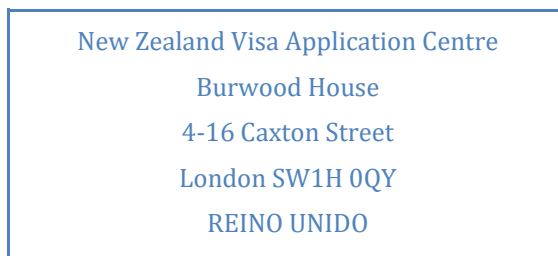 New Zealand Visa Application Centre
Burwood House
4-16 Caxton Street
London SW1H 0QY
REINO UNIDO